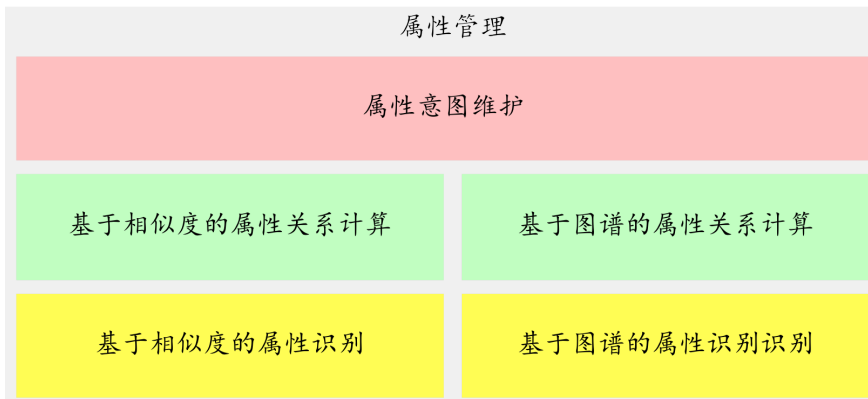 属性管理
属性意图维护
基于相似度的属性关系计算
基于图谱的属性关系计算
基于相似度的属性识别
基于图谱的属性识别识别